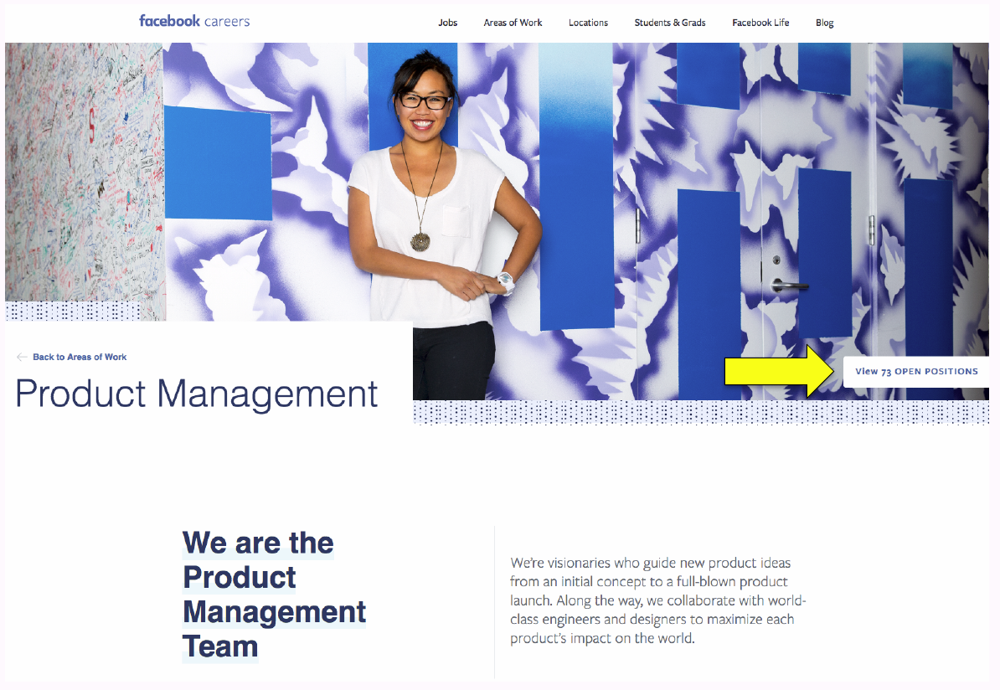 facebook careers
Jobs Areas of Work Locations Students & Grads Facebook Life Blog
S
← Back to Areas of Work
Product Management
View 73 OPEN POSITIONS
We are the
Product
Management
Team
We're visionaries who guide new product ideas
from an initial concept to a full-blown product
launch. Along the way, we collaborate with world-
class engineers and designers to maximize each
product's impact on the world.